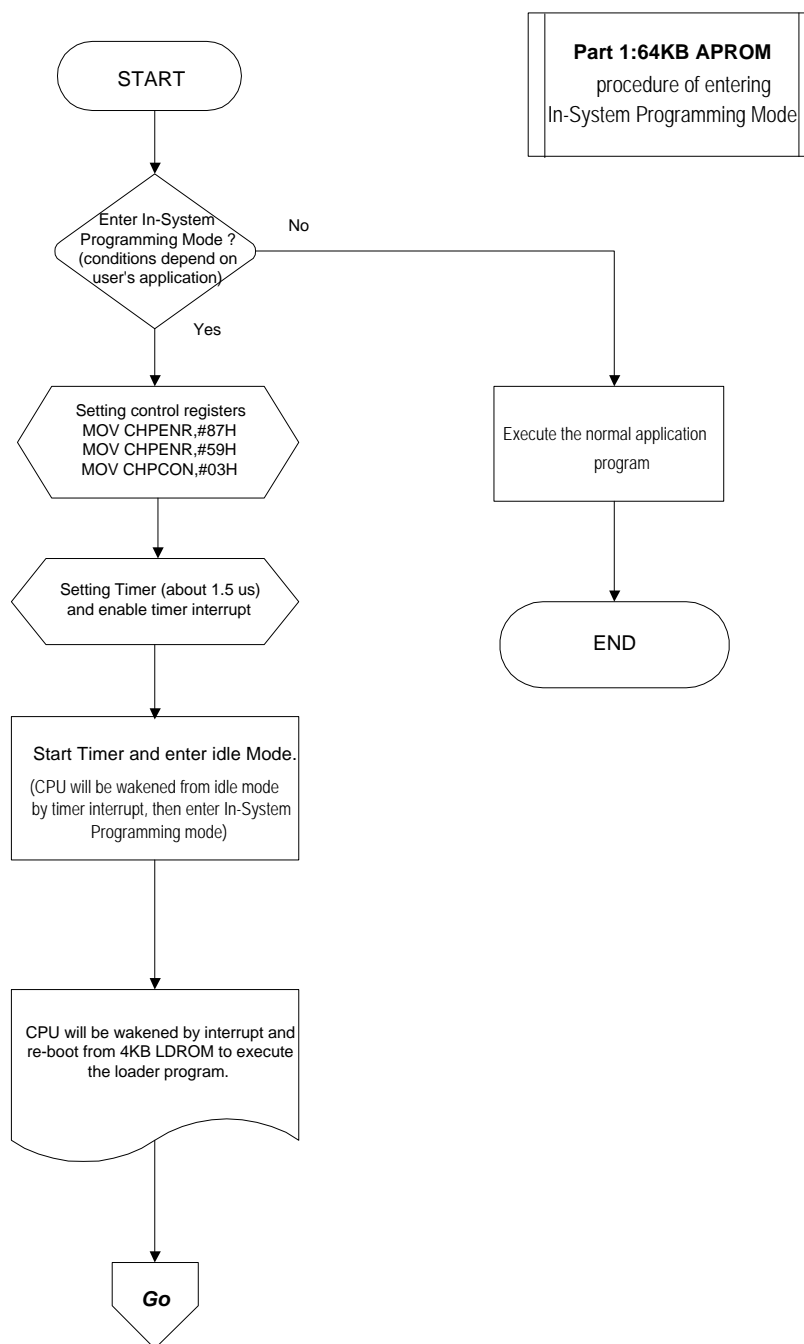 Part 1:64KB APROM
procedure of entering
In-System Programming Mode
START
Enter In-System
Programming Mode ?
(conditions depend on
user's application)
No
Yes
Setting control registers
MOV CHPENR,#87H
MOV CHPENR,#59H
MOV CHPCON,#03H
Execute the normal application
program
Setting Timer (about 1.5 us)
and enable timer interrupt
END
Start Timer and enter idle Mode.
(CPU will be wakened from idle mode
by timer interrupt, then enter In-System
Programming mode)
CPU will be wakened by interrupt and
re-boot from 4KB LDROM to execute
the loader program.
Go